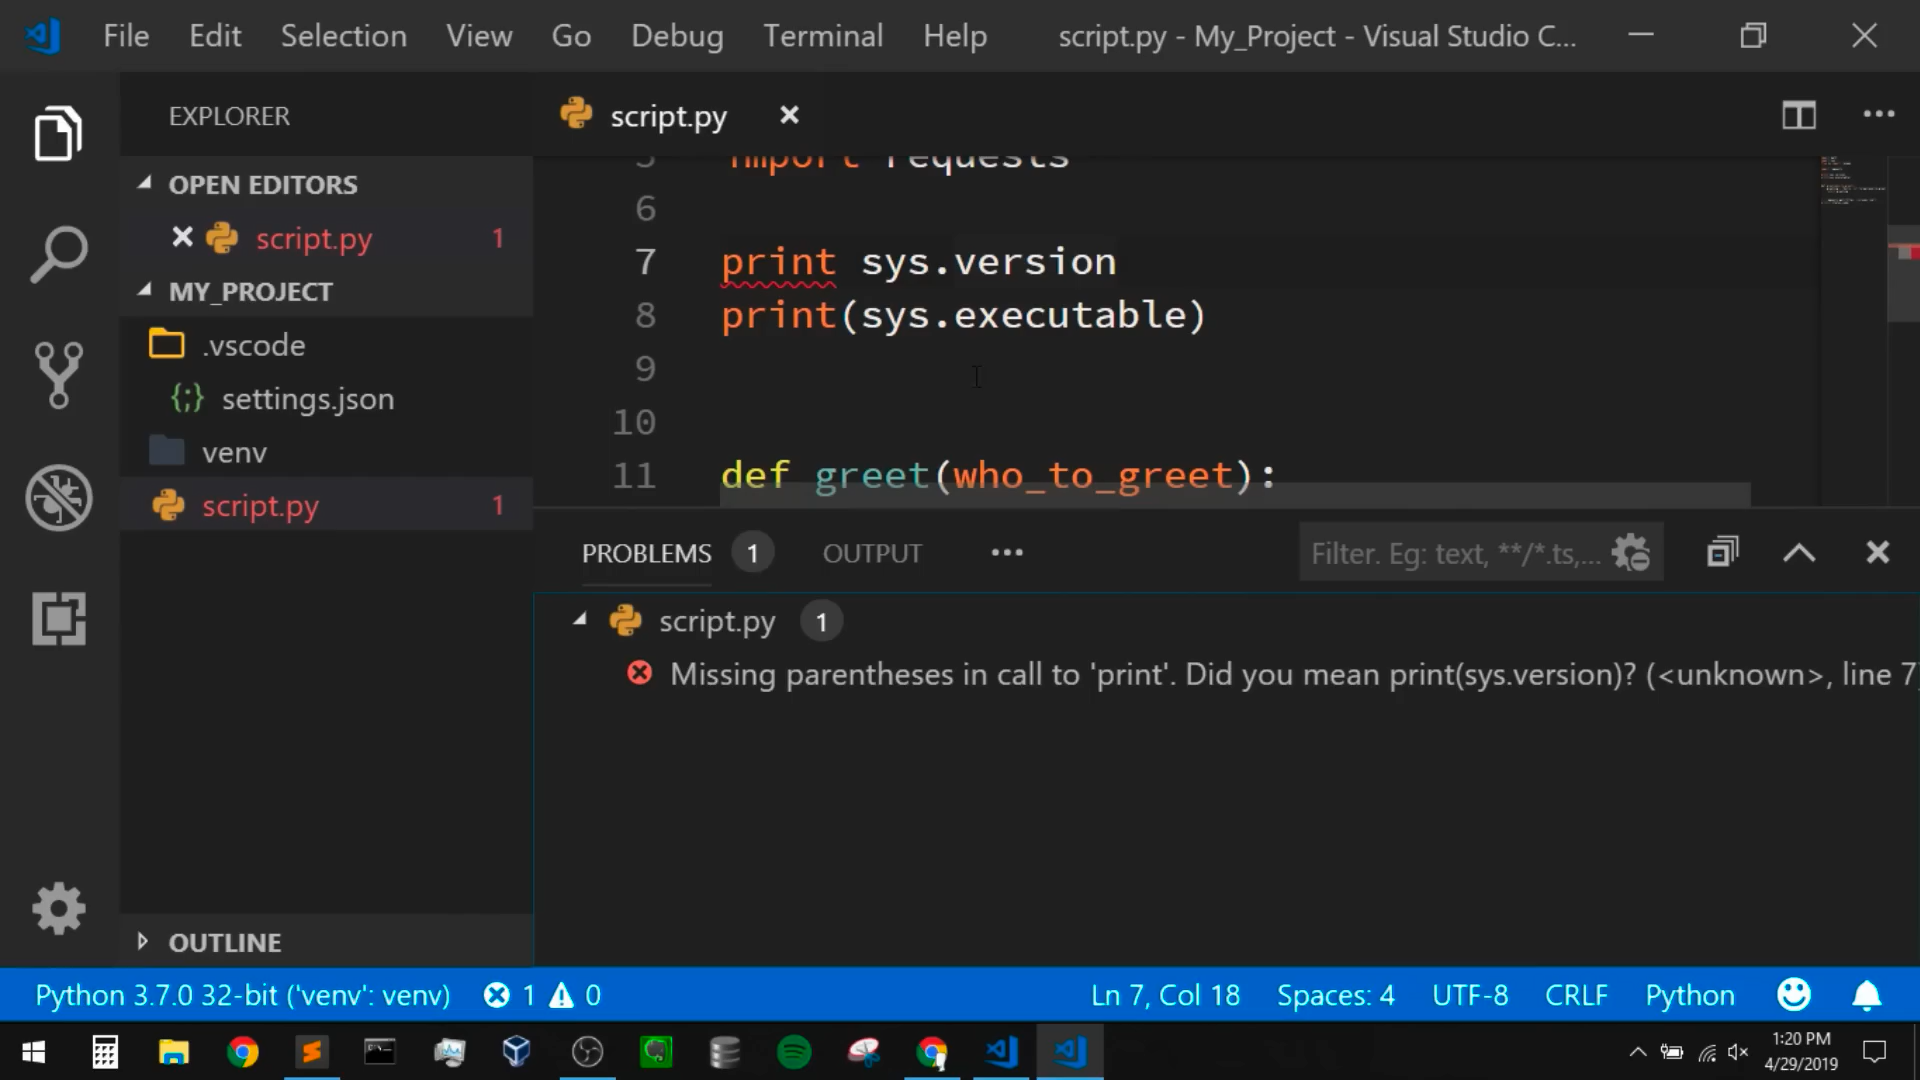 File Edit Selection View Go Debug Terminal Help script.py - My_Project - Visual Studio C...
EXPLORER
script.py
OPEN EDITORS
script.py 1
MY_PROJECT
.vscode
settings.json
venv
script.py 1
OUTLINE
5 import requests
6
7 print sys.version
8 print(sys.executable)
9
10
11 def greet(who_to_greet):
PROBLEMS 1 OUTPUT ... Filter. Eg: text, **/*.ts,...
script.py 1
Missing parentheses in call to 'print'. Did you mean print(sys.version)? (<unknown>, line 7)
Python 3.7.0 32-bit ('venv': venv) 1 0 Ln 7, Col 18 Spaces: 4 UTF-8 CRLF Python
1:20 PM
4/29/2019